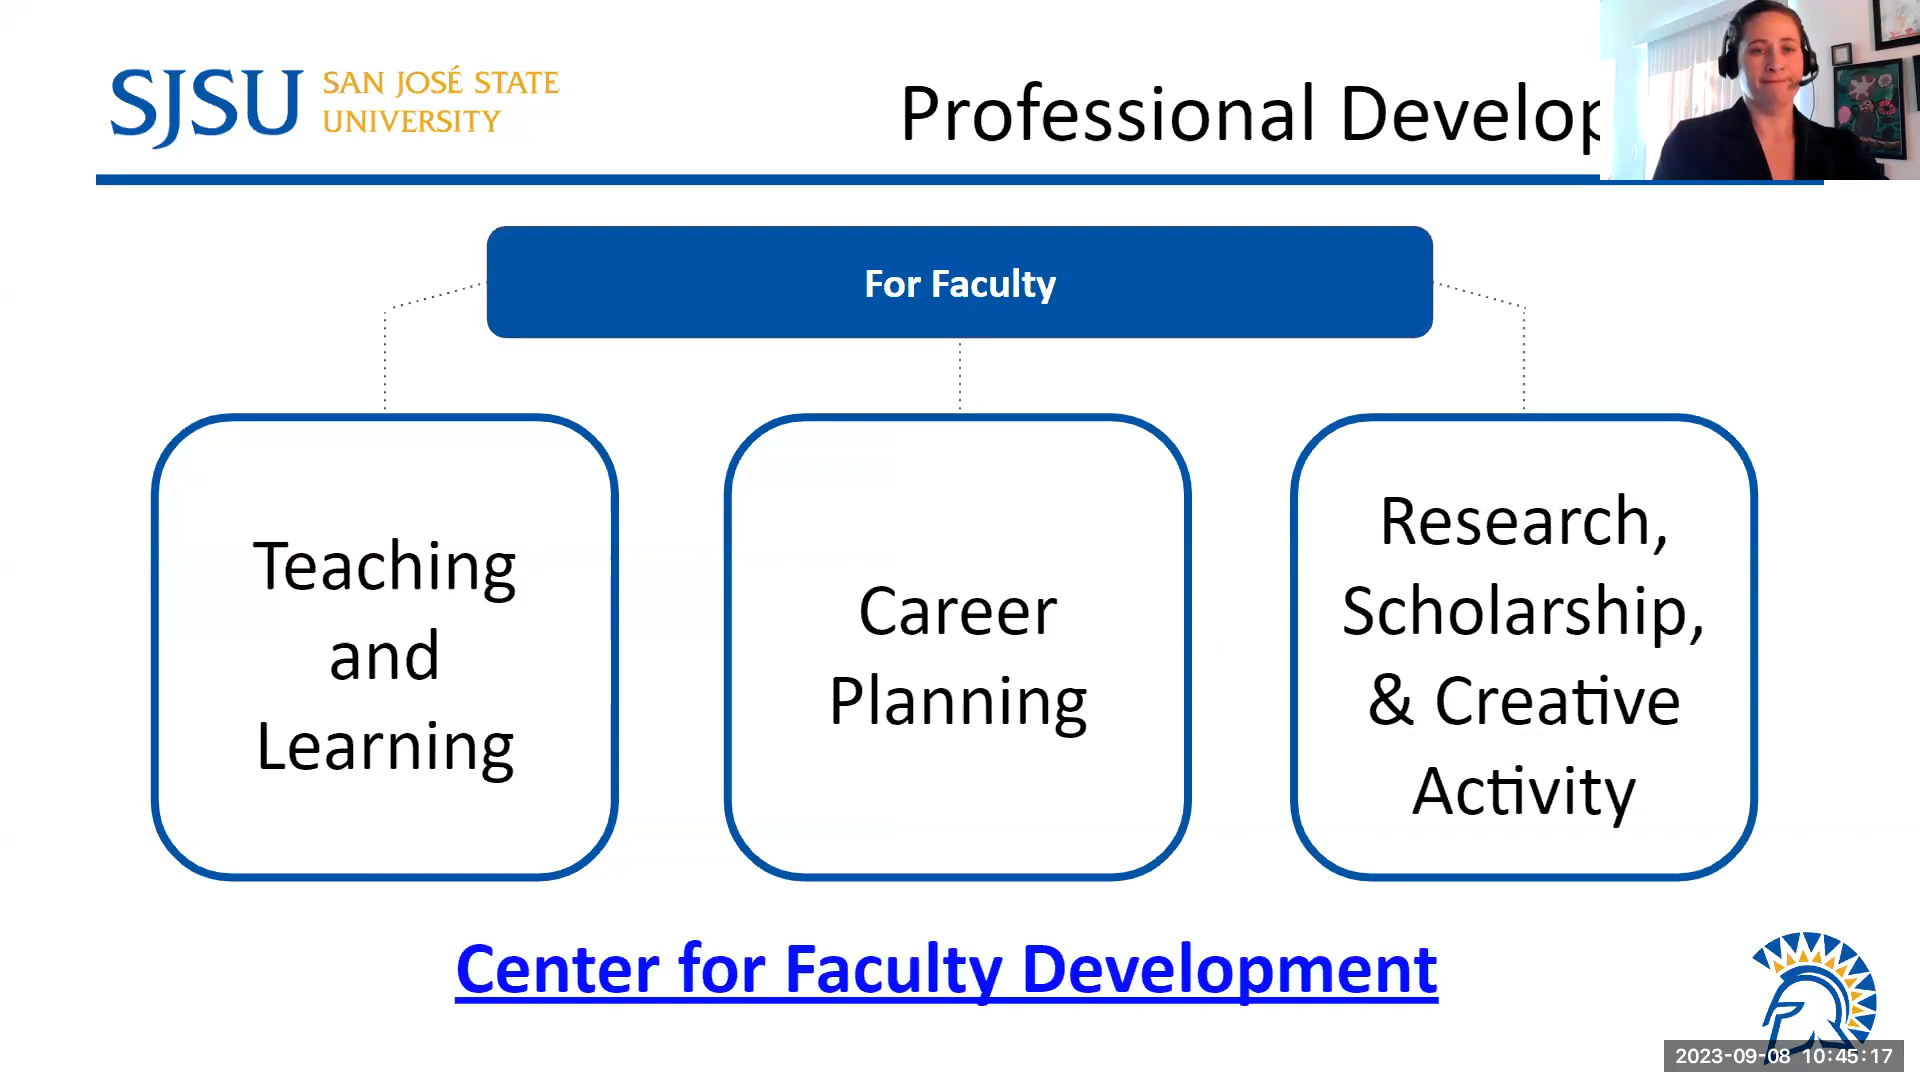 SJSU SAN JOSÉ STATE
UNIVERSITY
Professional Develop
For Faculty
Teaching
and
Learning
Career
Planning
Research,
Scholarship,
& Creative
Activity
Center for Faculty Development
2023-09-08 10:45:17